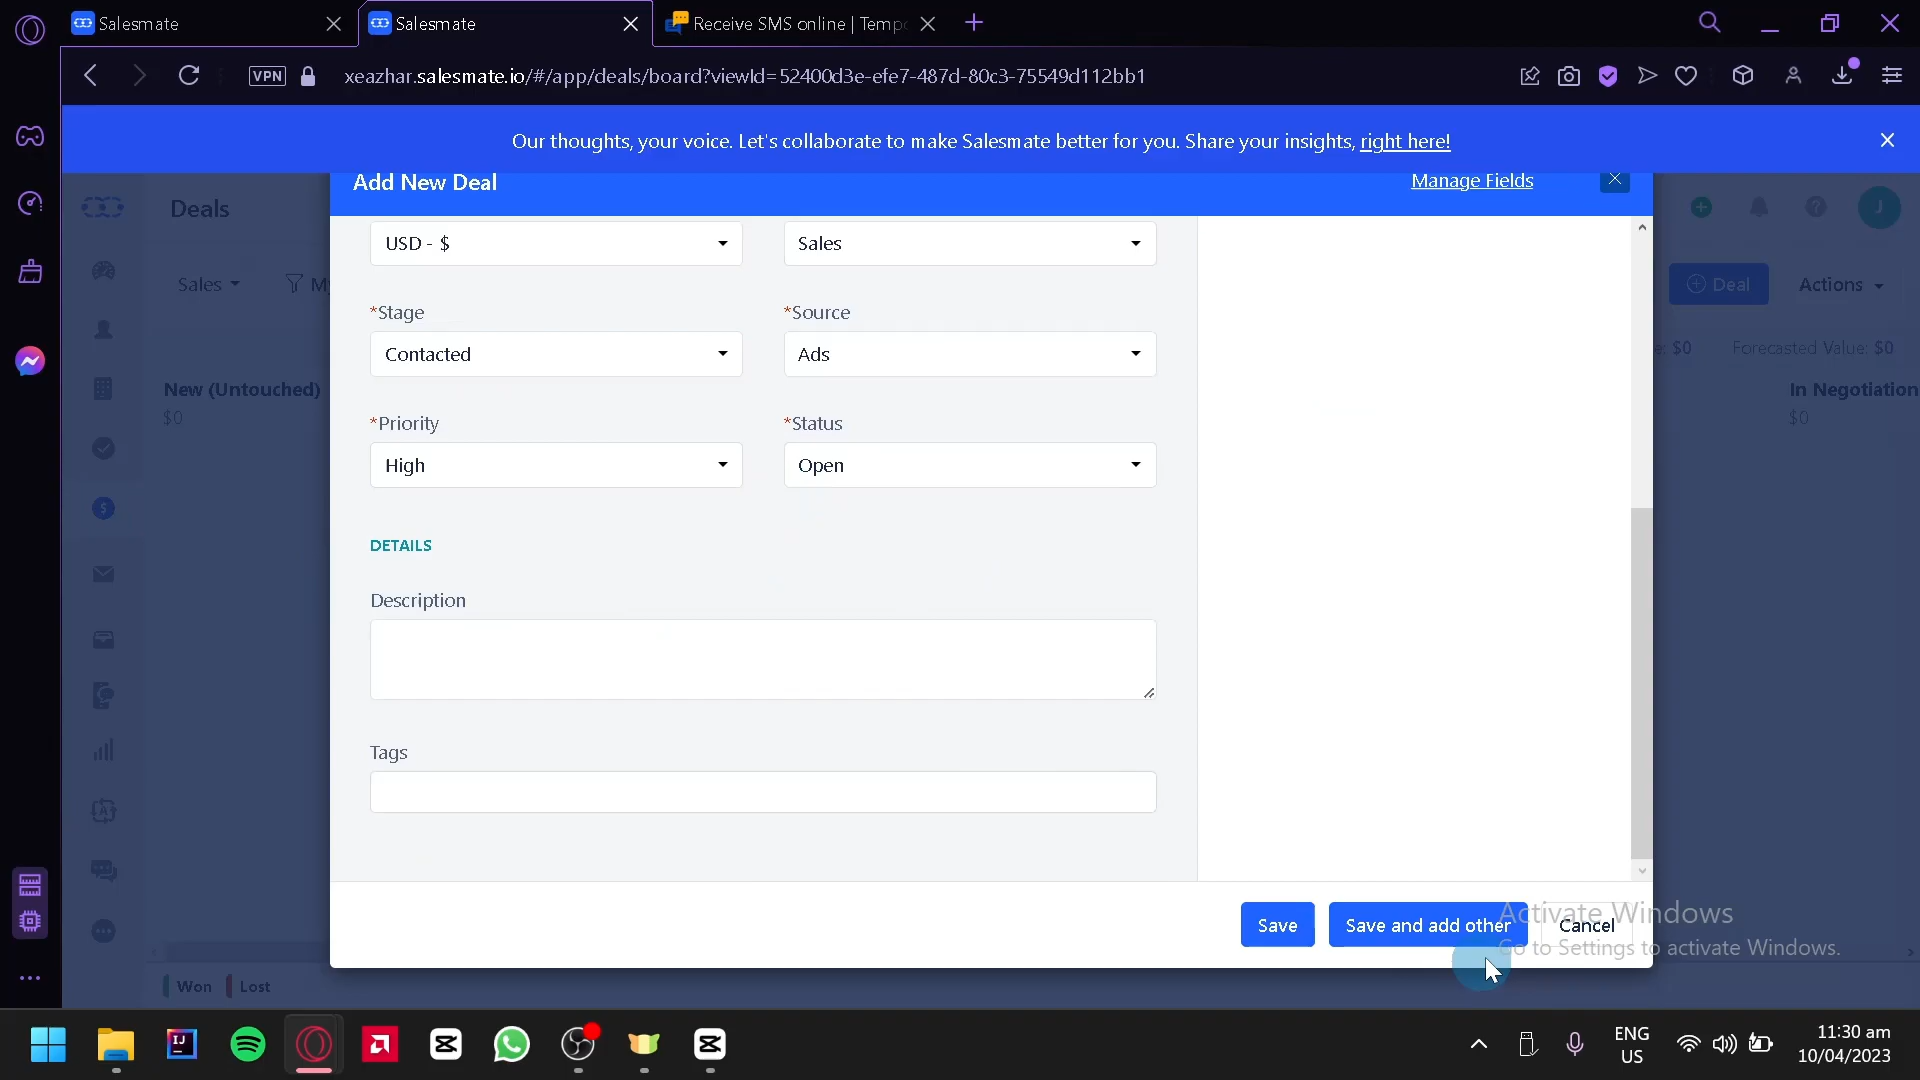 Salesmate
Salesmate
Receive SMS online | Temp
VPN
xeazhar.salesmate.io/#/app/deals/board?viewId=52400d3e-efe7-487d-80c3-75549d112bb1
Our thoughts, your voice. Let's collaborate to make Salesmate better for you. Share your insights, right here!
Add New Deal
Manage Fields
Deals
J
USD - $
Sales
Sales
Deal
Actions
*Stage
*Source
Contacted
Ads
$0
Forecasted Value: $0
New (Untouched)
$0
In Negotiation
$0
*Priority
*Status
High
Open
DETAILS
Description
Tags
Save
Save and add other
Cancel
Activate Windows
Go to Settings to activate Windows.
Won
Lost
ENG
US
11:30 am
10/04/2023